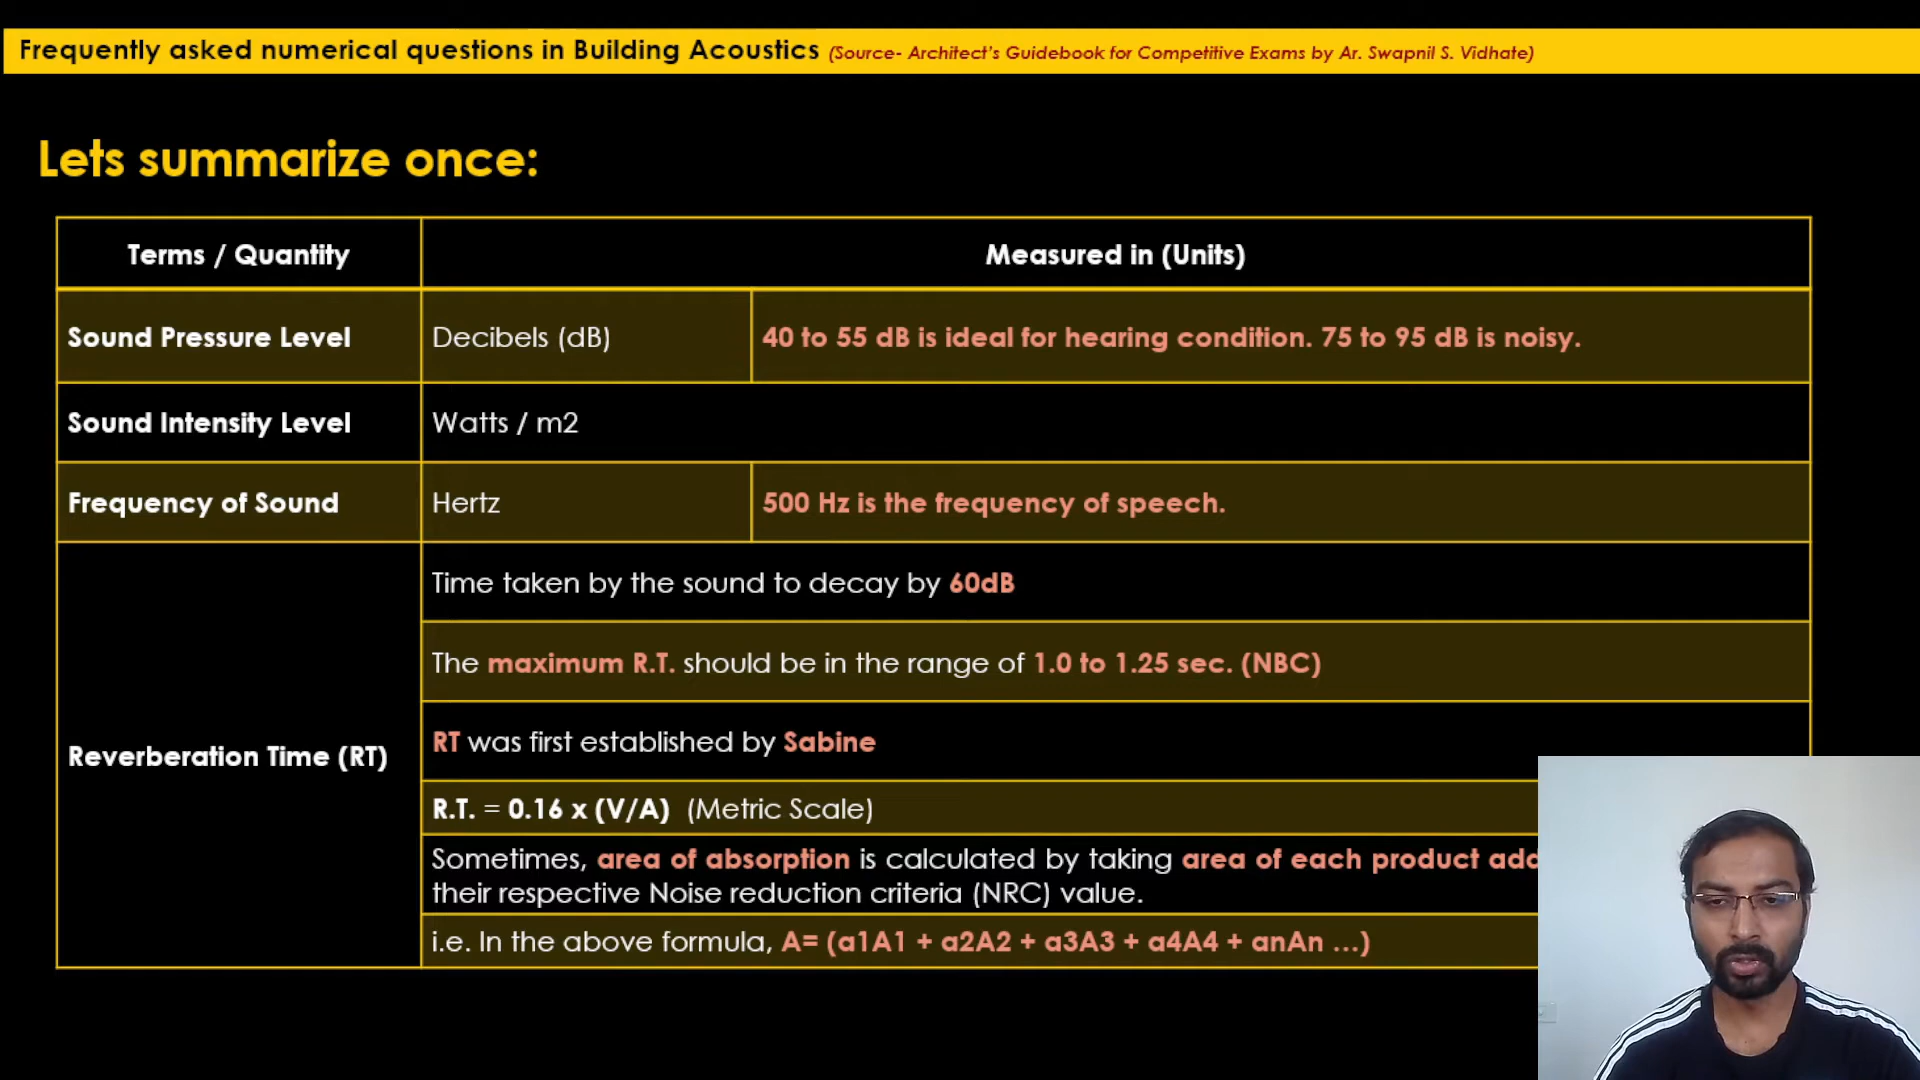 Frequently asked numerical questions in Building Acoustics (Source- Architect's Guidebook for Competitive Exams by Ar. Swapnil S. Vidhate)
Lets summarize once:
Terms / Quantity
Measured in (Units)
Sound Pressure Level
Decibels (dB)
40 to 55 dB is ideal for hearing condition. 75 to 95 dB is noisy.
Sound Intensity Level
Watts / m2
Frequency of Sound
Hertz
500 Hz is the frequency of speech.
Reverberation Time (RT)
Time taken by the sound to decay by 60dB
The maximum R.T. should be in the range of 1.0 to 1.25 sec. (NBC)
RT was first established by Sabine
R.T. = 0.16 x (V/A) (Metric Scale)
Sometimes, area of absorption is calculated by taking area of each product
their respective Noise reduction criteria (NRC) value.
i.e. In the above formula, A= (a1A1 + a2A2 + a3A3 + a4A4 + anAn ...)